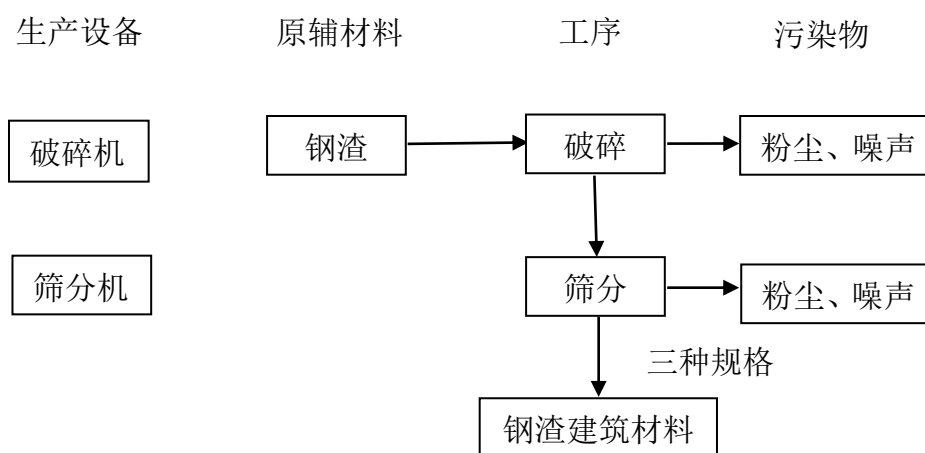 生产设备 原辅材料 工序 污染物
破碎机 钢渣 破碎 粉尘、噪声
筛分机 筛分 粉尘、噪声
三种规格
钢渣建筑材料